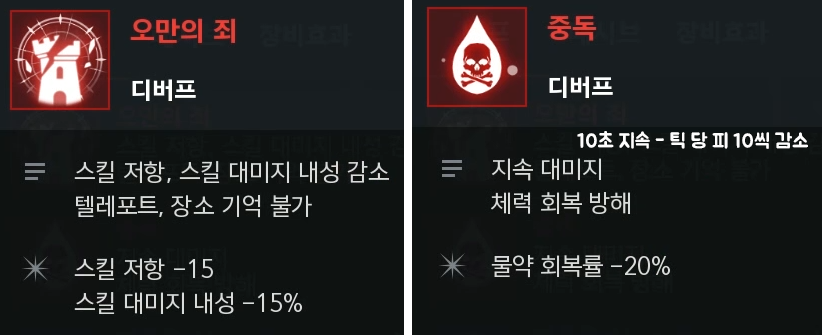 오만의 죄
디버프
스킬 저항, 스킬 대미지 내성 감소
텔레포트, 장소 기억 불가
스킬 저항 -15
스킬 대미지 내성 -15%
중독
디버프
10초 지속 - 틱 당 피 10씩 감소
지속 대미지
체력 회복 방해
물약 회복률 -20%